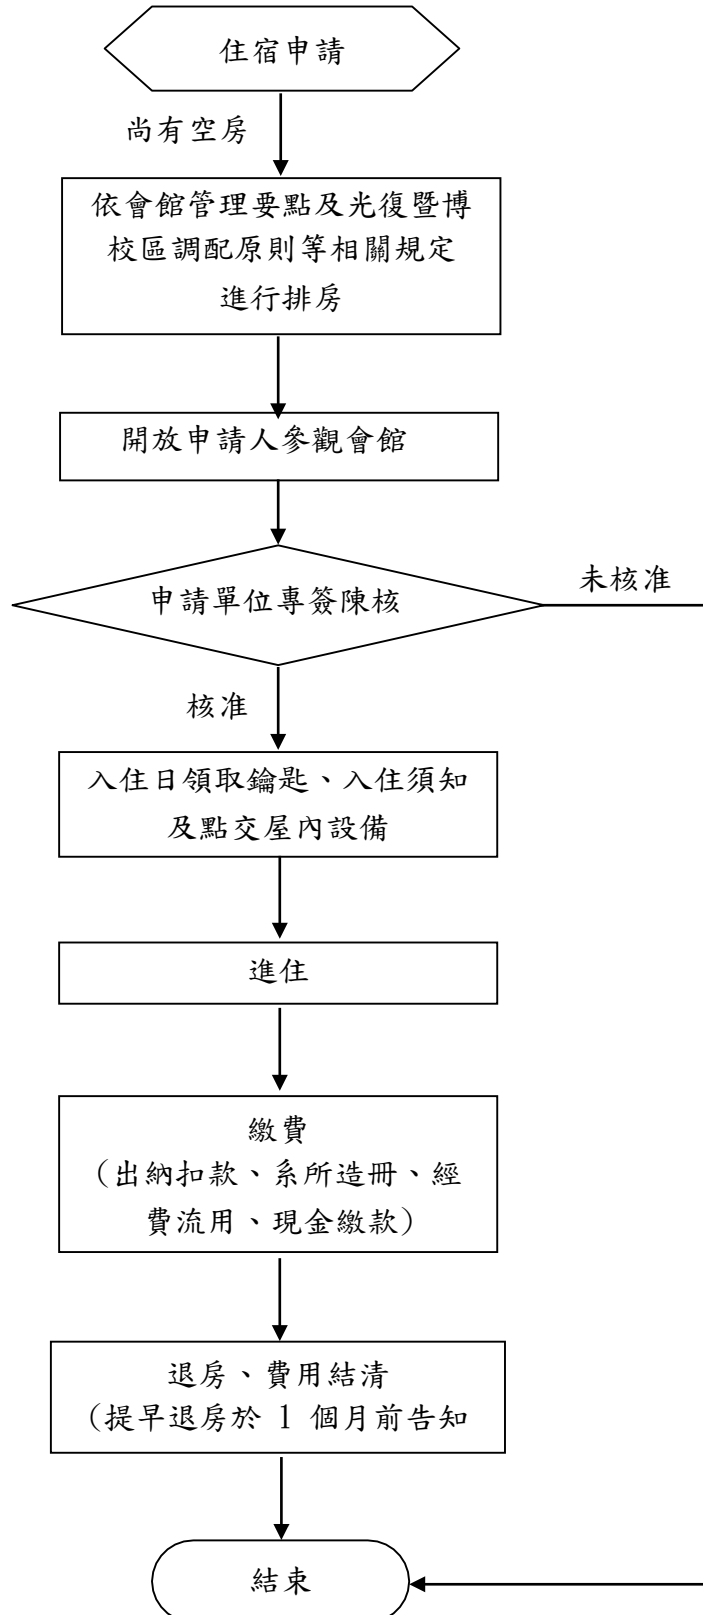 住宿申請
尚有空房
依會館管理要點及光復暨博
校區調配原則等相關規定
進行排房
開放申請人參觀會館
申請單位專簽陳核
未核准
核准
入住日領取鑰匙、入住須知
及點交屋內設備
進住
繳費
（出納扣款、系所造冊、經
費流用、現金繳款）
退房、費用結清
（提早退房於 1 個月前告知
結束